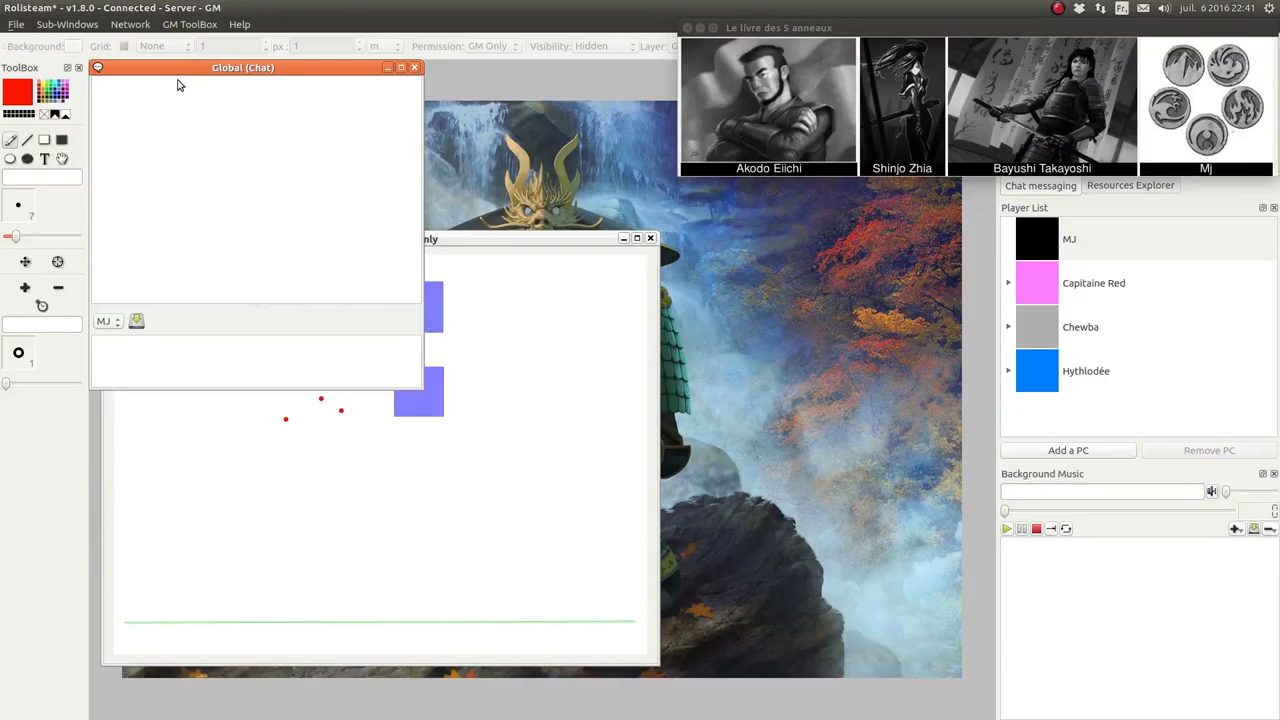 Rolisteam* - v1.8.0 - Connected - Server - GM
Fr
juil. 6 2016 22:41
File Sub-Windows Network GM ToolBox Help
Le livre des 5 anneaux
Background: Grid: None 1 px : 1 m Permission: GM Only Visibility: Hidden Layer:
ToolBox
Global (Chat)
Akodo Eiichi
Shinjo Zhia
Bayushi Takayoshi
Mj
Chat messaging Resources Explorer
Player List
7
nly
MJ
Capitaine Red
MJ
Chewba
1
Hythlodée
Add a PC Remove PC
Background Music